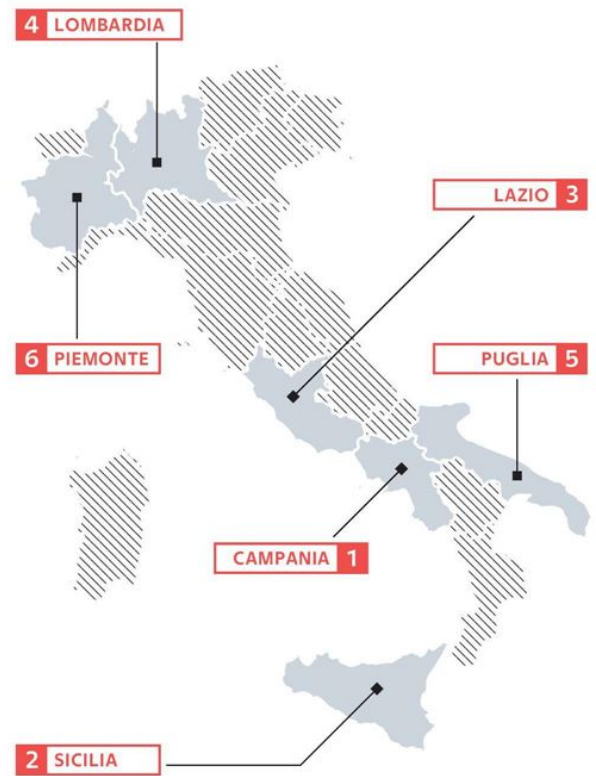 4 LOMBARDIA
LAZIO 3
6 PIEMONTE
PUGLIA 5
CAMPANIA 1
2 SICILIA